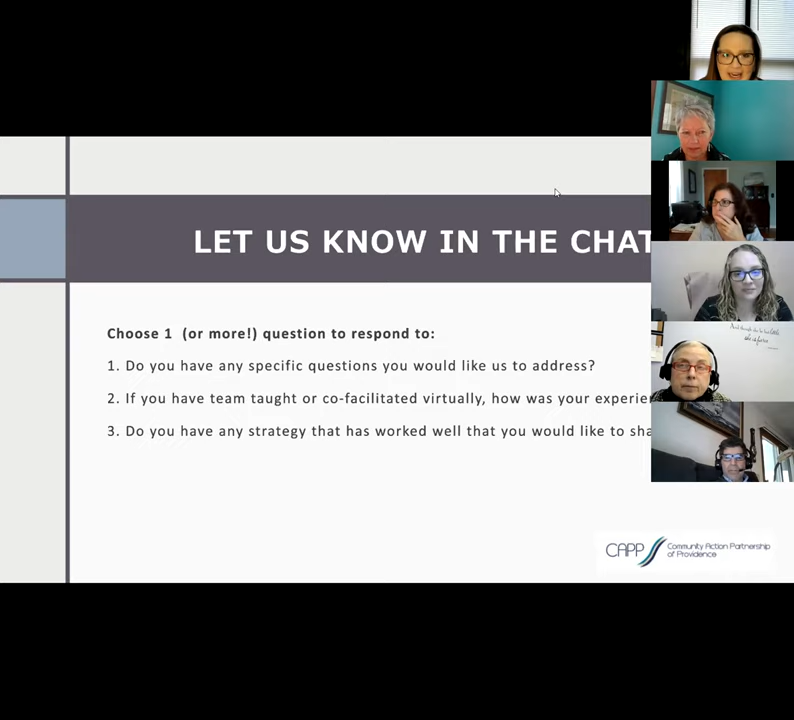 LET US KNOW IN THE CHAT
Choose 1 (or more!) question to respond to:
1. Do you have any specific questions you would like us to address?
2. If you have team taught or co-facilitated virtually, how was your experie
3. Do you have any strategy that has worked well that you would like to sha
CAPP Community Action Partnership
of Providence